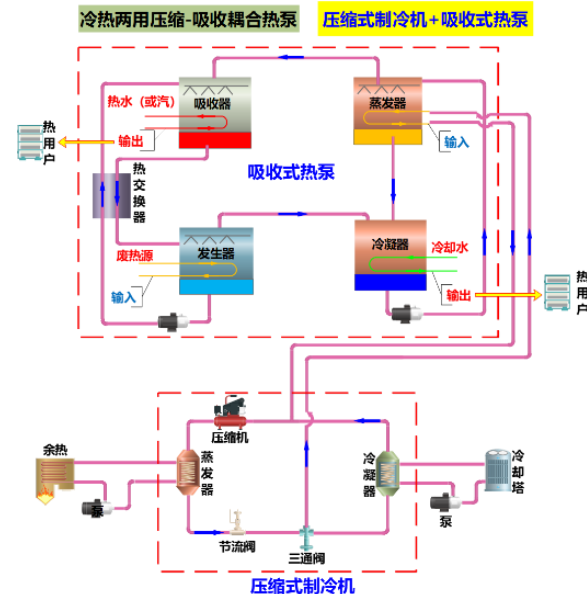 冷热两用压缩-吸收耦合热泵
压缩式制冷机+吸收式热泵
热水（或汽）
吸收器
输出
热用户
蒸发器
输入
热交换器
吸收式热泵
废热源
发生器
输入
冷凝器
冷却水
输出
热用户
压缩机
余热
泵
蒸发器
冷凝器
冷却塔
泵
节流阀
三通阀
压缩式制冷机